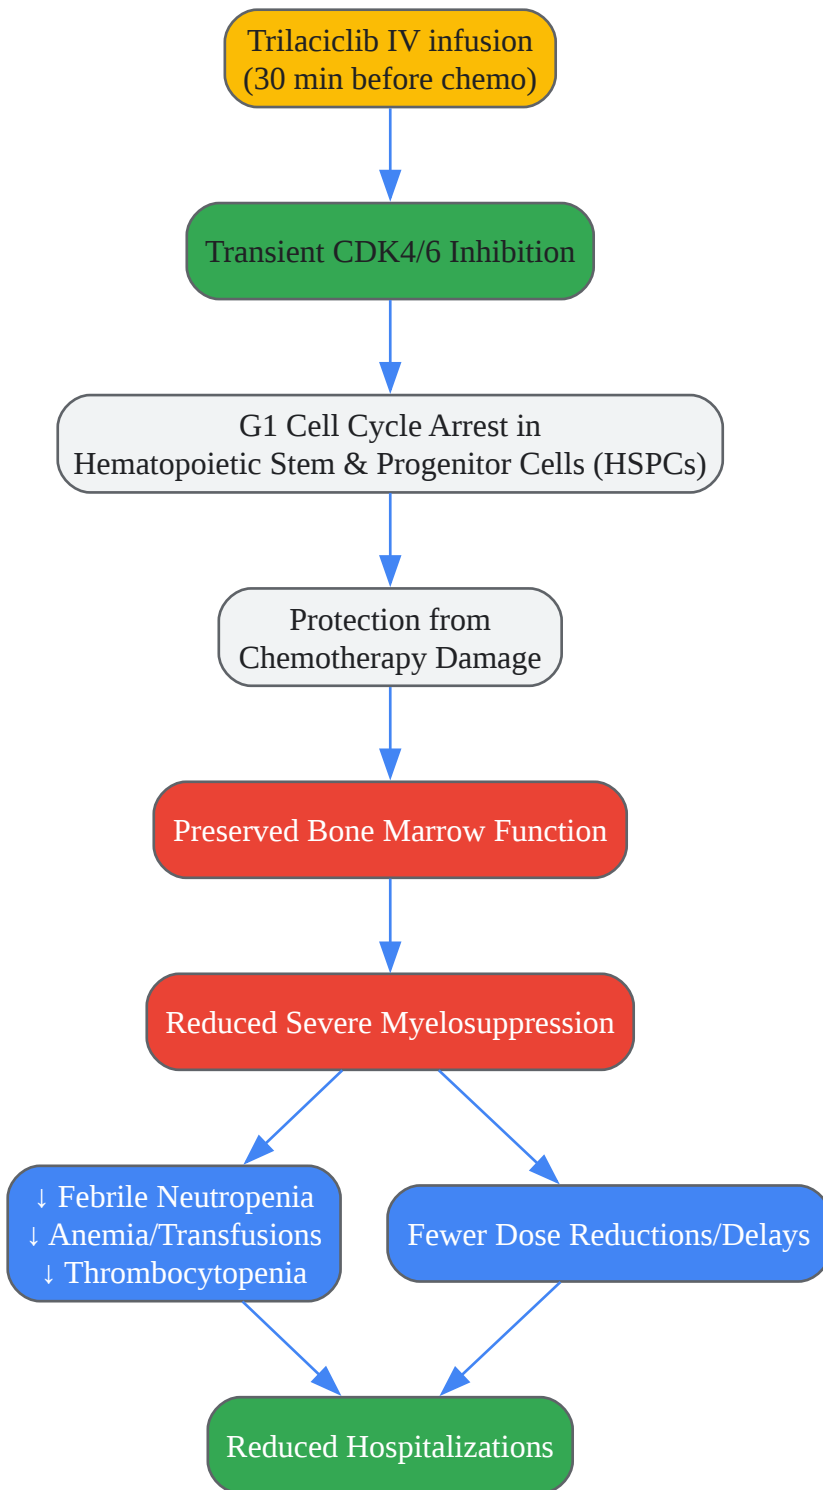 Trilaciclib IV infusion
(30 min before chemo)
Transient CDK4/6 Inhibition
G1 Cell Cycle Arrest in
Hematopoietic Stem & Progenitor Cells (HSPCs)
Protection from
Chemotherapy Damage
Preserved Bone Marrow Function
Reduced Severe Myelosuppression
↓ Febrile Neutropenia
↓ Anemia/Transfusions
↓ Thrombocytopenia
Fewer Dose Reductions/Delays
Reduced Hospitalizations